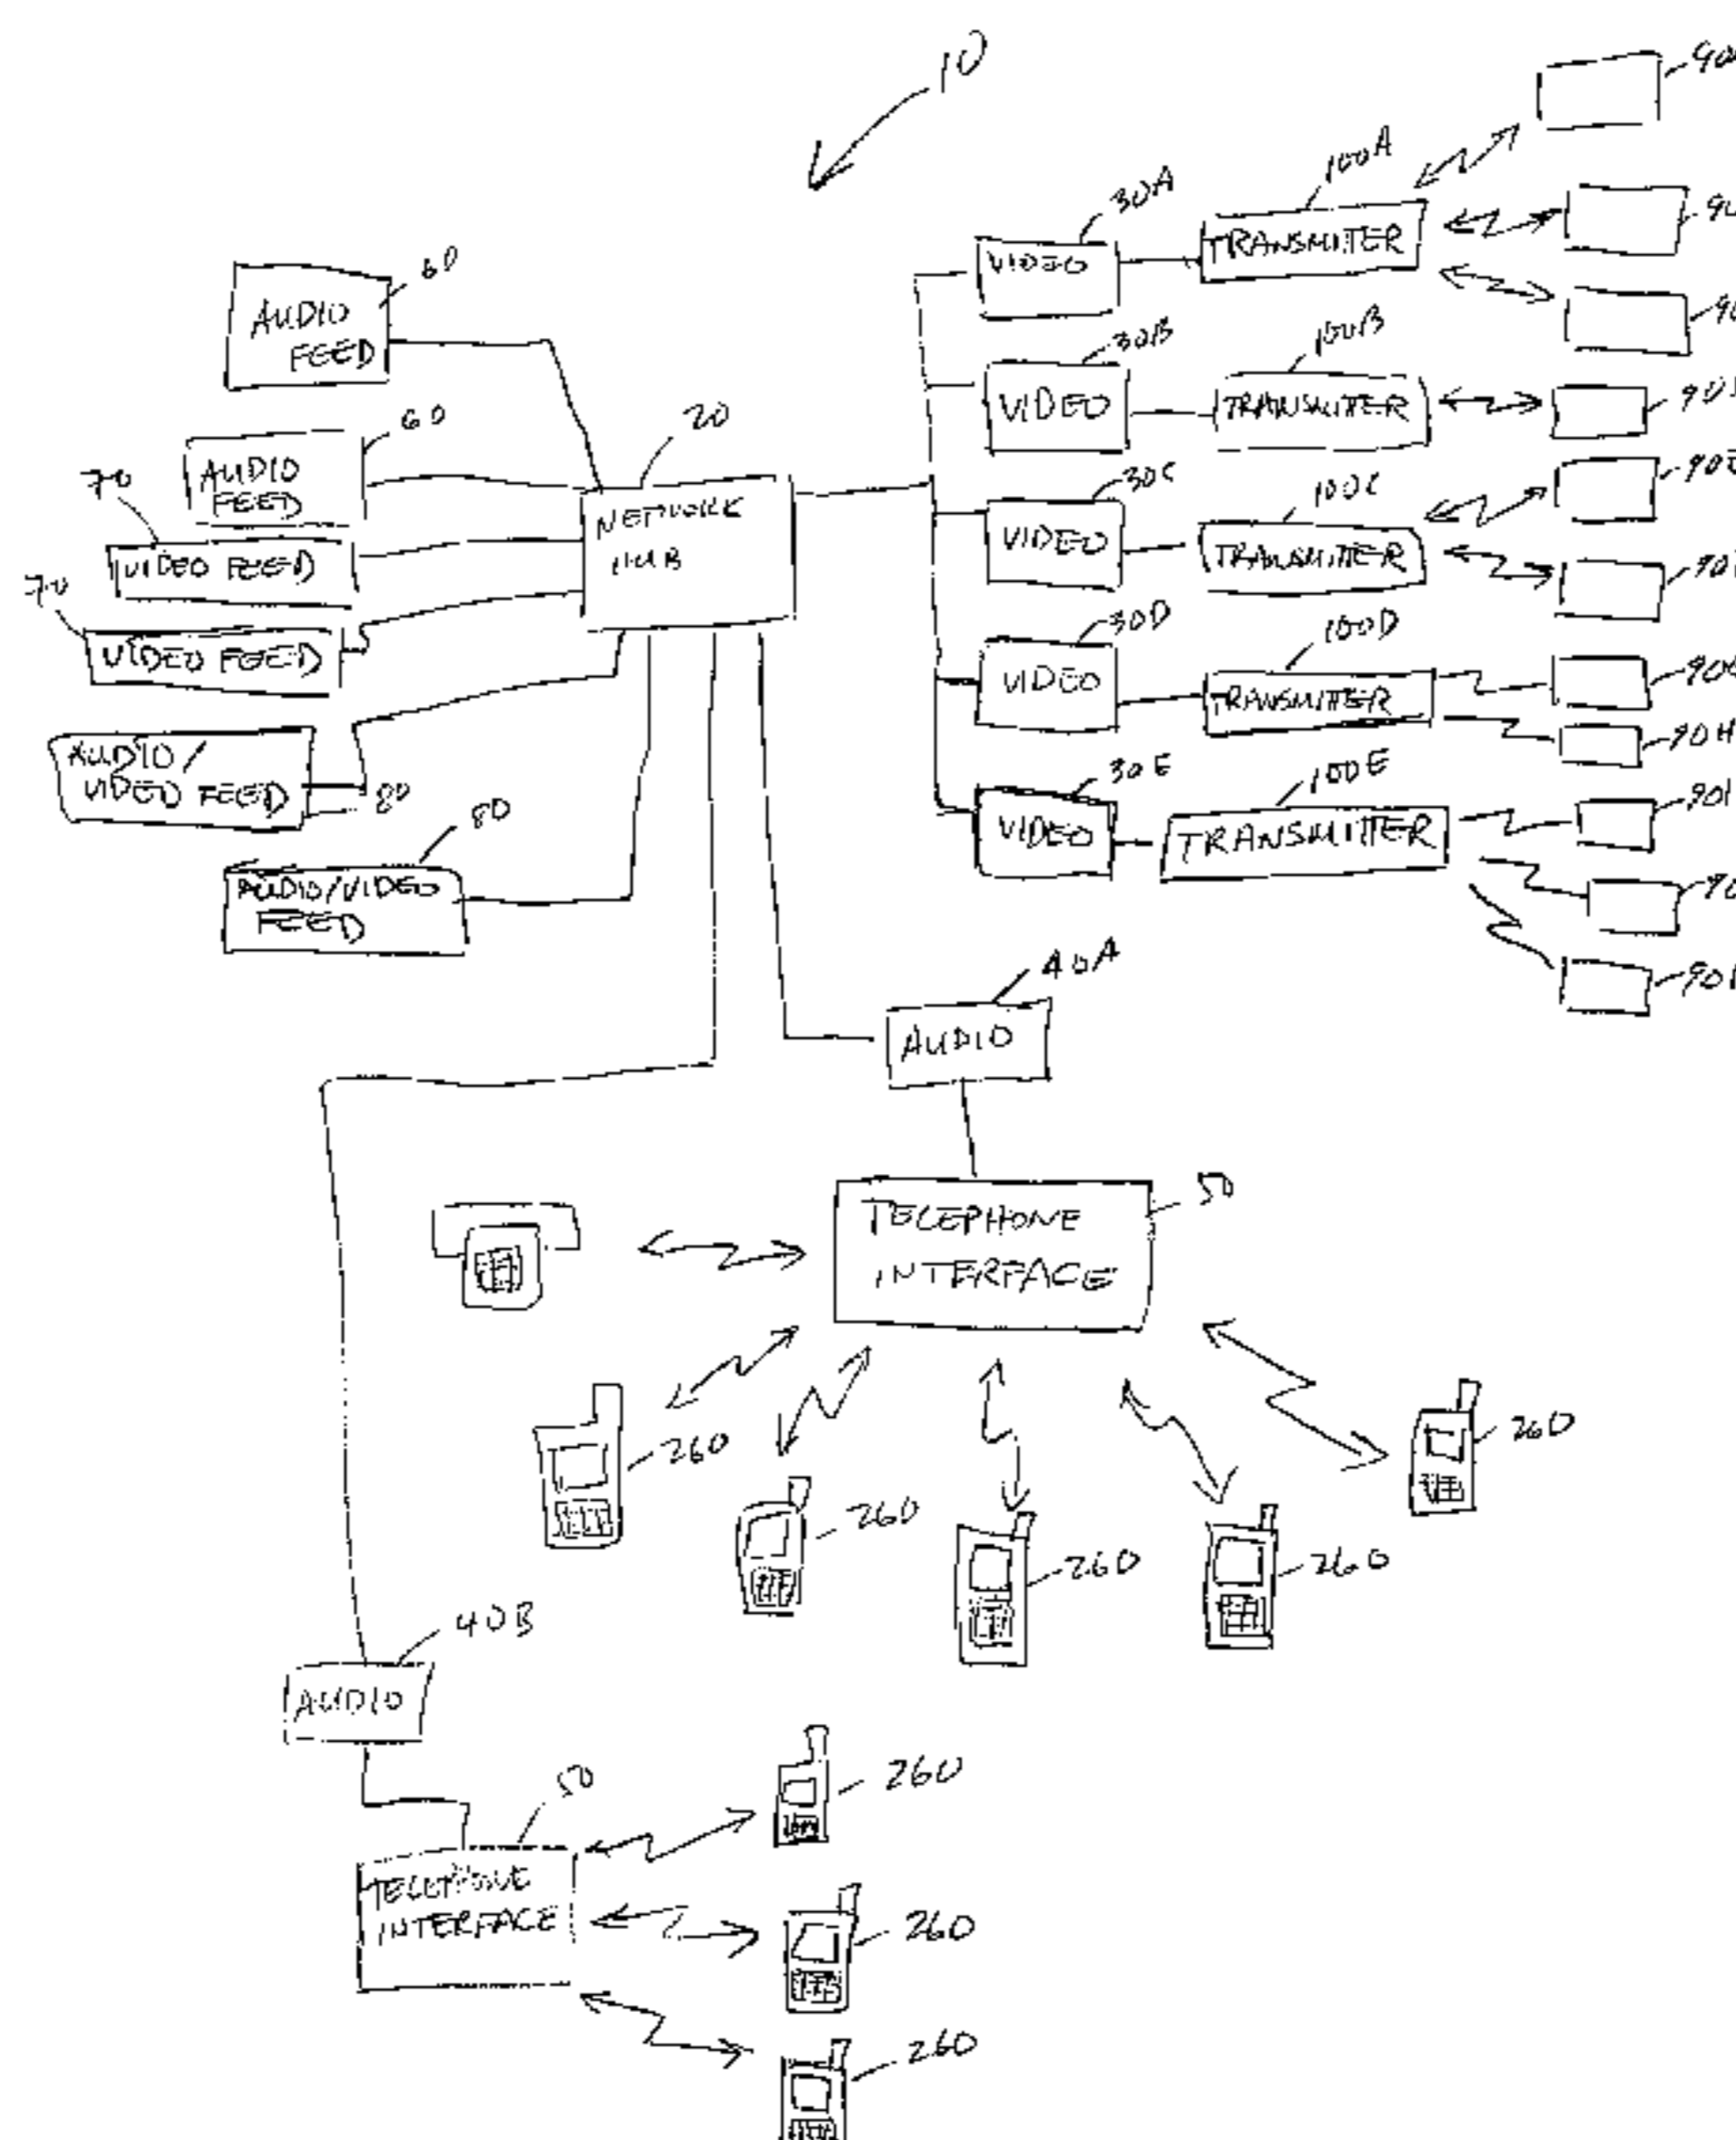 10
60
AUDIO
FEED
60
AUDIO
FEED
70
VIDEO FEED
70
VIDEO FEED
AUDIO/
VIDEO FEED
80
80
AUDIO/VIDEO
FEED
20
NETWORK
HUB
30A
VIDEO
100A
TRANSMITTER
30B
VIDEO
100B
TRANSMITTER
90
30C
VIDEO
100C
TRANSMITTER
30D
VIDEO
100D
TRANSMITTER
90H
30E
VIDEO
100E
TRANSMITTER
90I
40A
AUDIO
50
TELEPHONE
INTERFACE
260
260
260
260
260
40B
AUDIO
50
TELEPHONE
INTERFACE
260
260
260